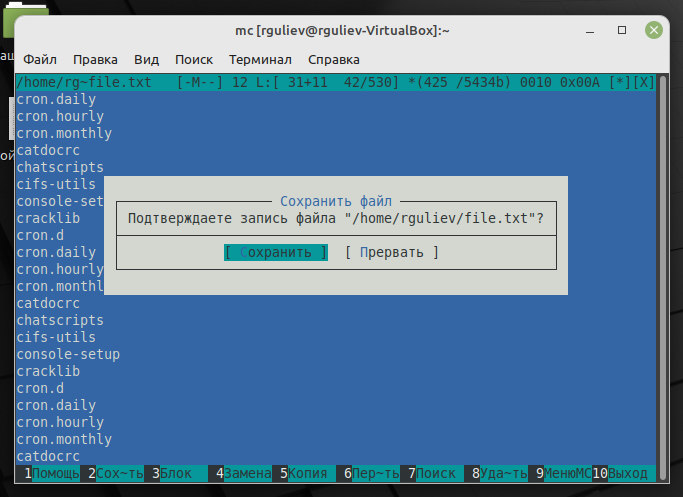 mc [rguliev@rguliev-VirtualBox]:~
Файл Правка Вид Поиск Терминал Справка
/home/rg~file.txt [-M--] 12 L:[ 31+11 42/530] *(425 /5434b) 0010 0x00A [*][X]
cron.daily
cron.hourly
cron.monthly
catdocrc
chatscripts
cifs-utils
console-set
cracklib
cron.d
cron.daily
cron.hourly
cron.monthl
Сохранить файл
Подтверждаете запись файла "/home/rguliev/file.txt"?
[ Сохранить ] [ Прервать ]
catdocrc
chatscripts
cifs-utils
console-setup
cracklib
cron.d
cron.daily
cron.hourly
cron.monthly
catdocrc
1Помощь 2Сох~ть 3Блок 4Замена 5Копия 6Пер~ть 7Поиск 8Уда~ть 9МенюMC 10Выход